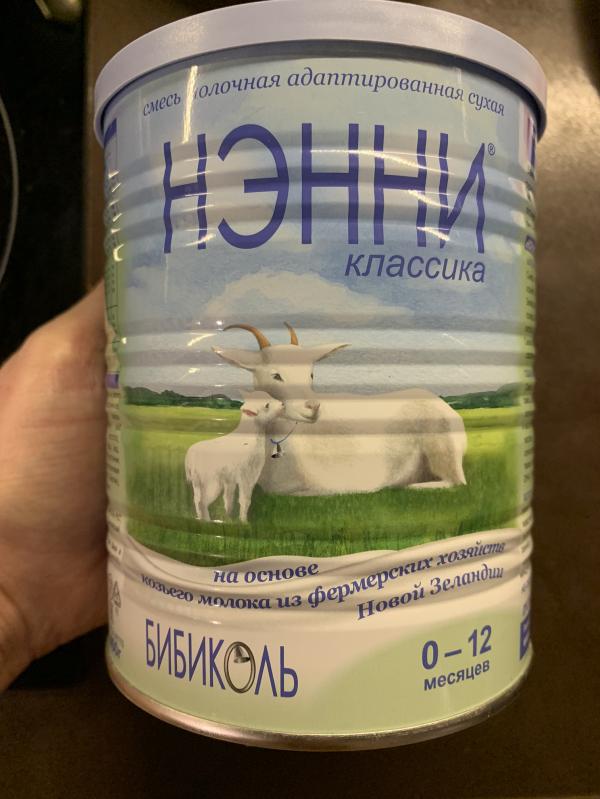 смесь молочная адаптированная сухая
НЭННИ®
классика
на основе
козьего молока из фермерских хозяйств
Новой Зеландии
БИБИКОЛЬ
0–12
месяцев